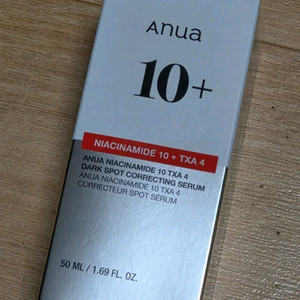 Anua
10+
NIACINAMIDE 10 + TXA 4
ANUA NIACINAMIDE 10 TXA 4
DARK SPOT CORRECTING SERUM
ANUA NIACINAMIDE 10 TXA 4
CORRECTEUR SPOT SÉRUM
50 ML / 1.69 FL. OZ.